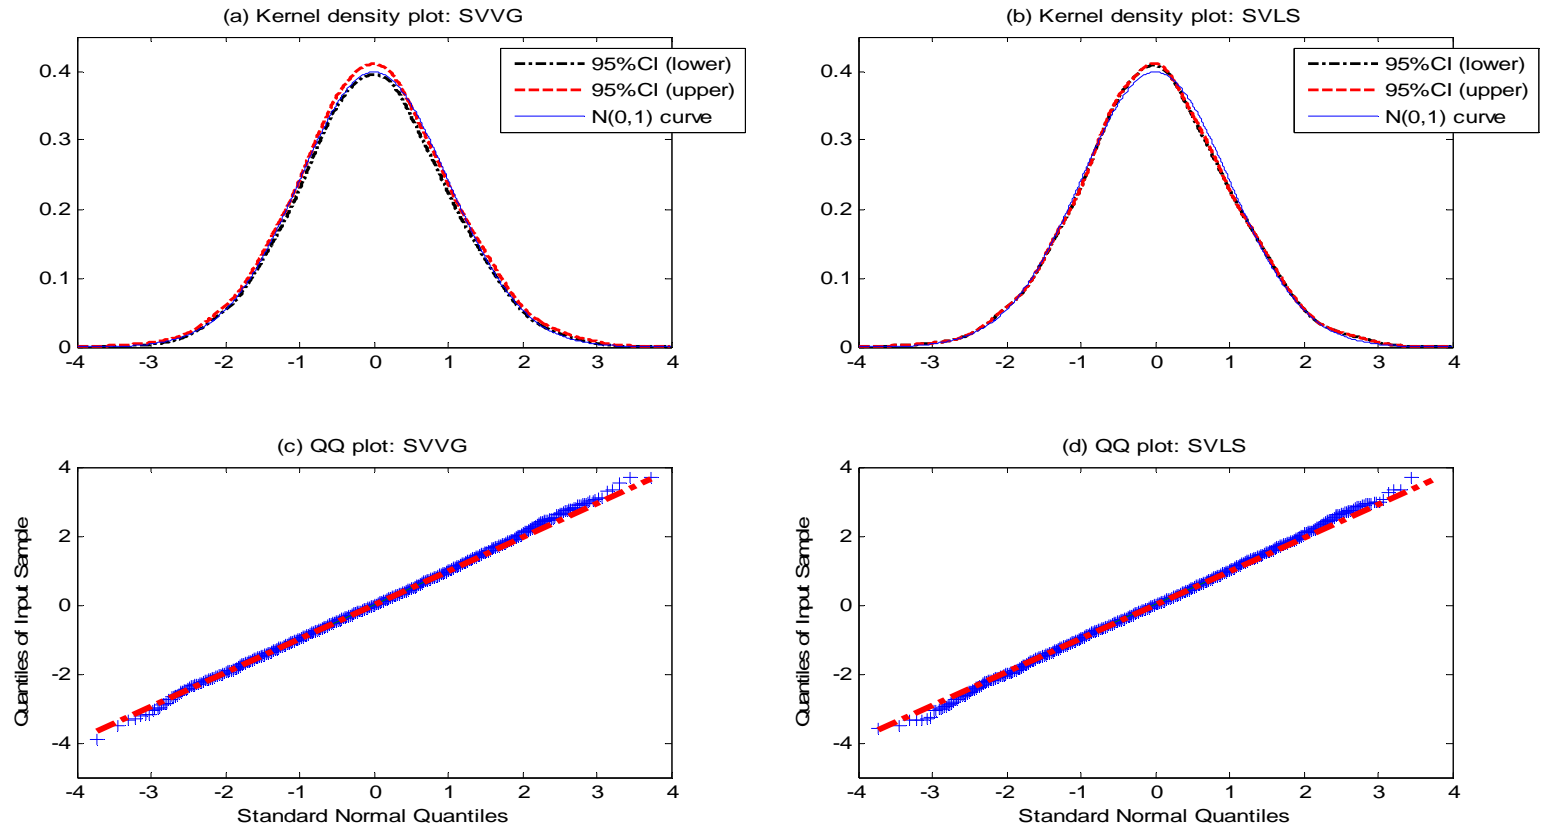 (a) Kernel density plot: SVVG
0.4
0.3
0.2
0.1
0
-4 -3 -2 -1 0 1 2 3 4
95%CI (lower)
95%CI (upper)
N(0,1) curve
(b) Kernel density plot: SVLS
0.4
0.3
0.2
0.1
0
-4 -3 -2 -1 0 1 2 3 4
95%CI (lower)
95%CI (upper)
N(0,1) curve
(c) QQ plot: SVVG
Quantiles of Input Sample
4
2
0
-2
-4
-4 -3 -2 -1 0 1 2 3 4
Standard Normal Quantiles
(d) QQ plot: SVLS
Quantiles of Input Sample
4
2
0
-2
-4
-4 -3 -2 -1 0 1 2 3 4
Standard Normal Quantiles